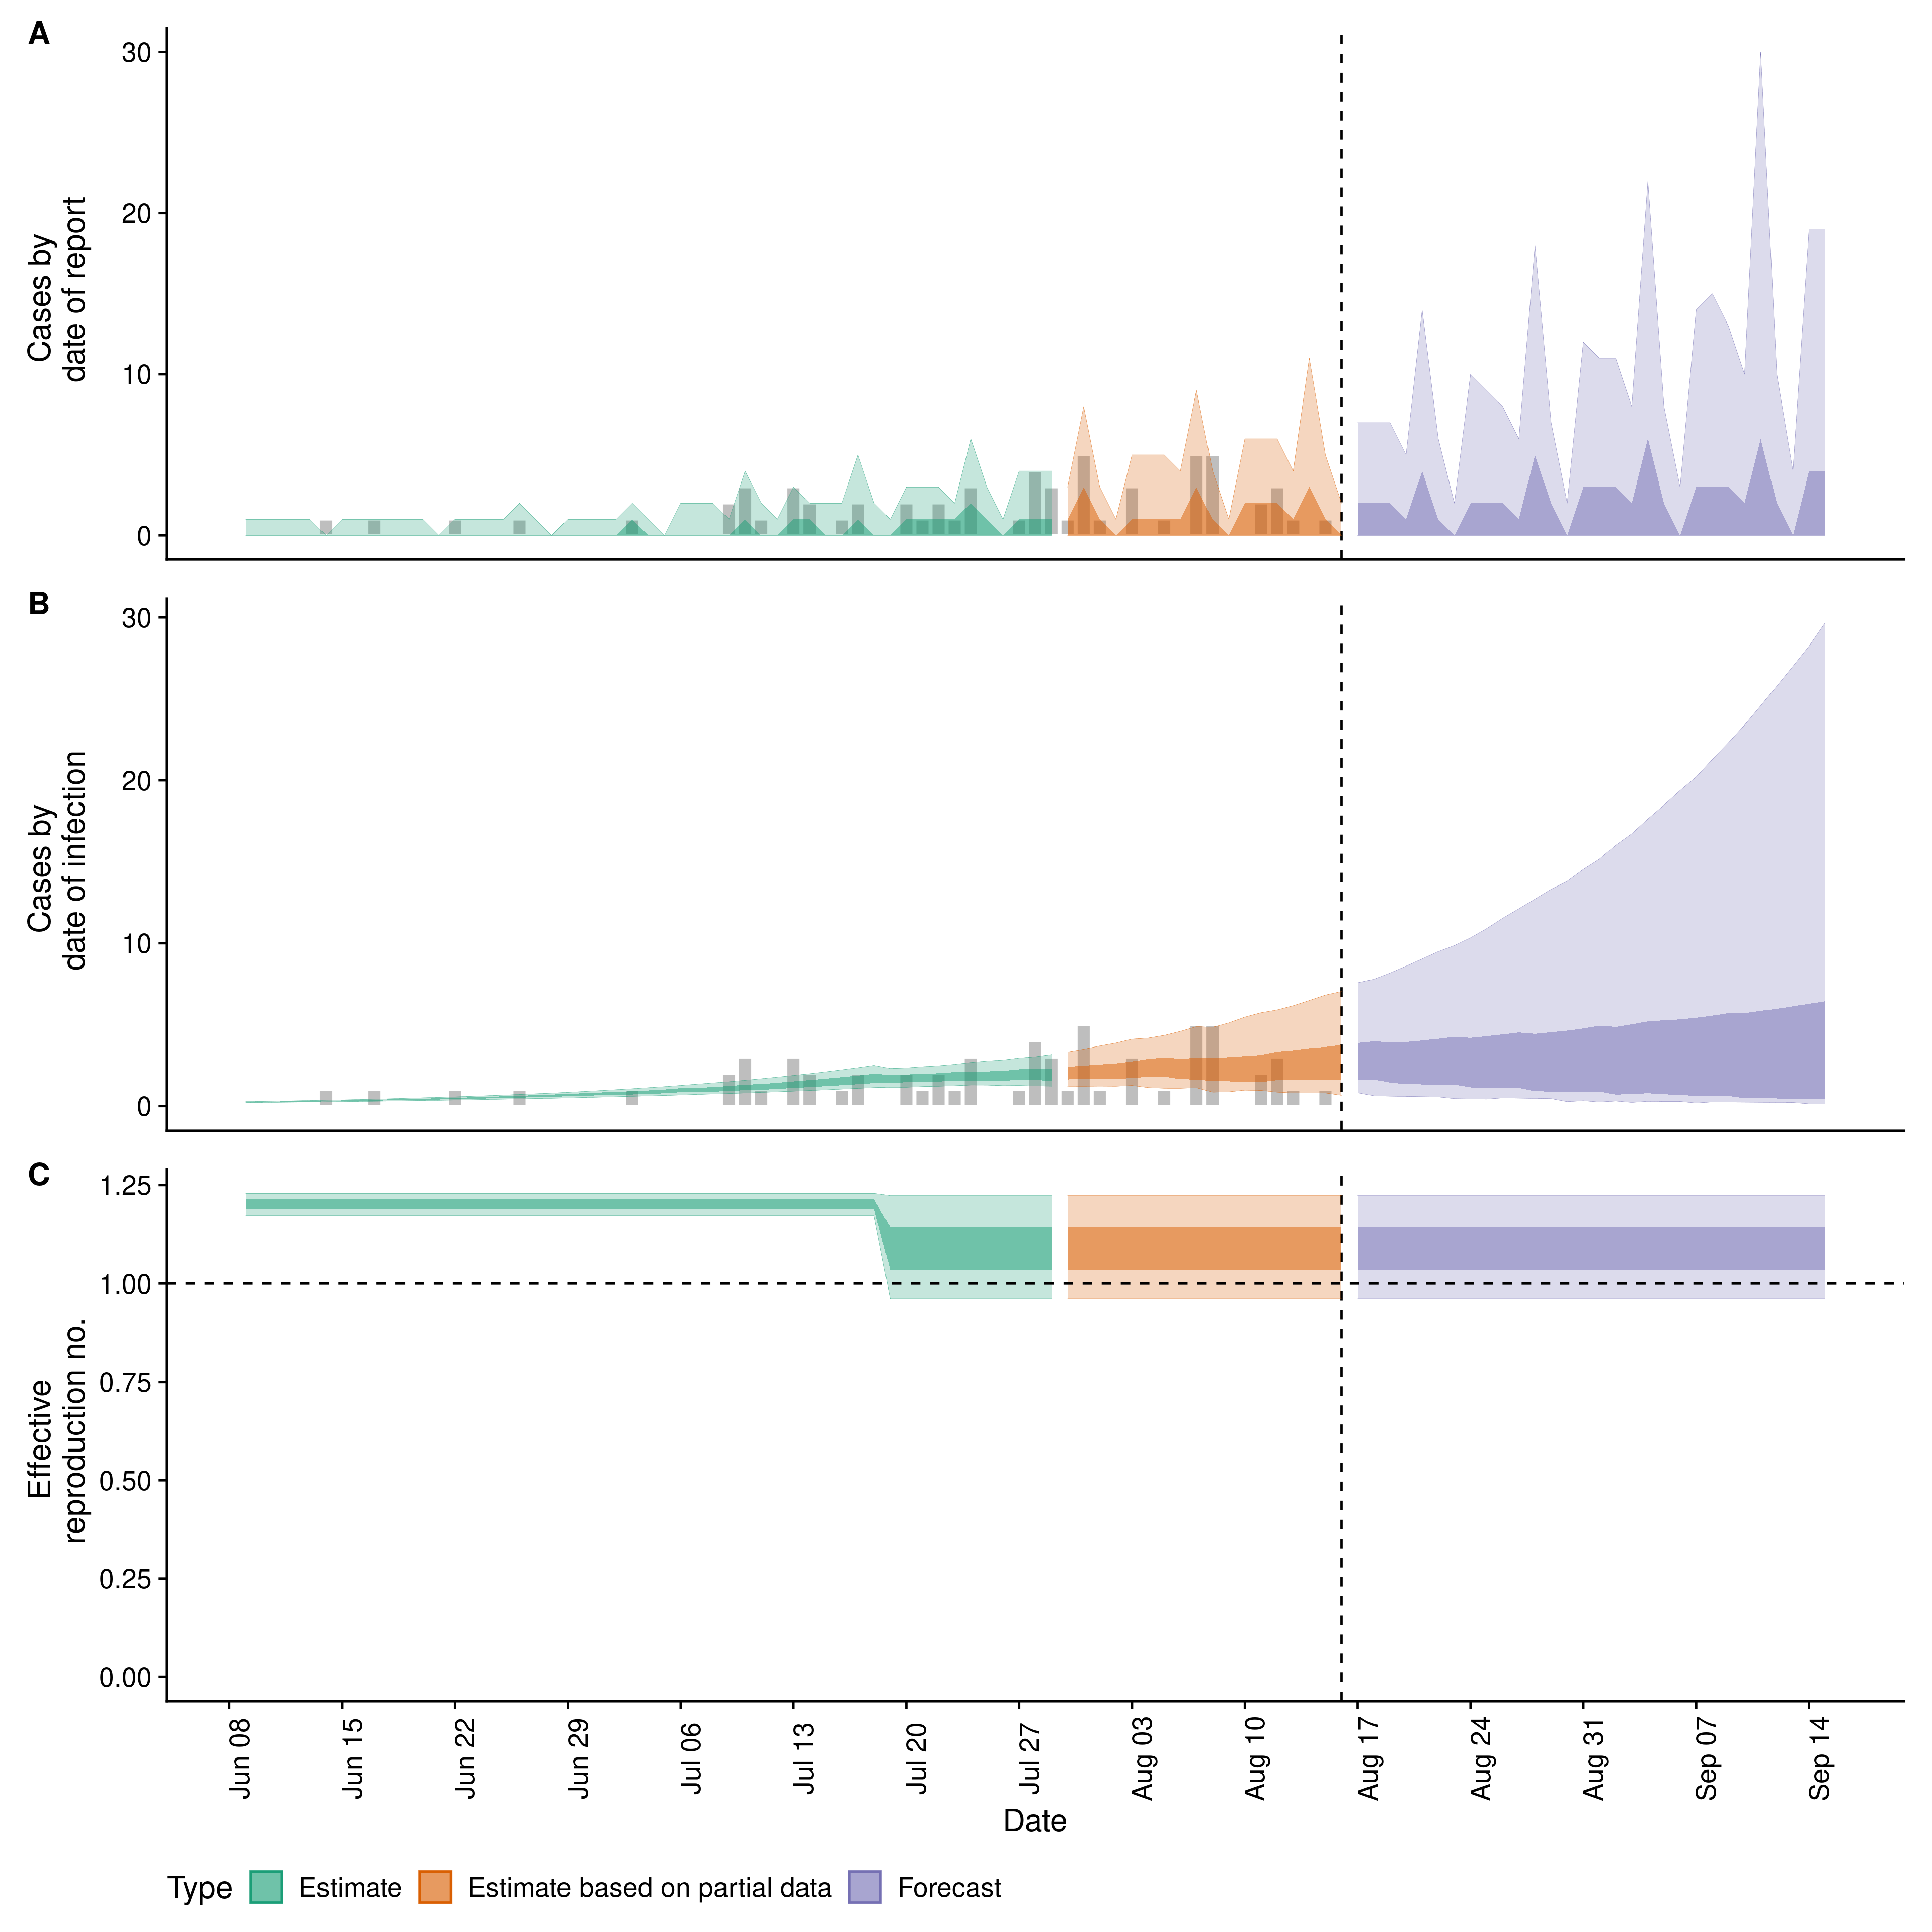 A
30
20
10
0
Cases by
date of report
B
30
20
10
0
Cases by
date of infection
C
1.25
1.00
0.75
0.50
0.25
0.00
Effective
reproduction no.
Jun 08
Jun 15
Jun 22
Jun 29
Jul 06
Jul 13
Jul 20
Jul 27
Aug 03
Aug 10
Aug 17
Aug 24
Aug 31
Sep 07
Sep 14
Date
Type Estimate Estimate based on partial data Forecast